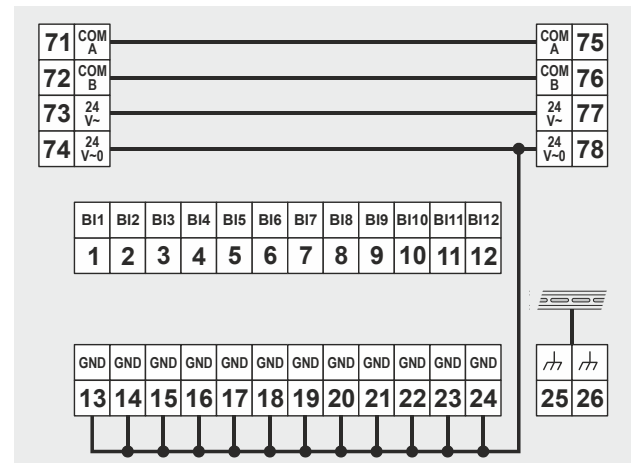 71 COM A COM A 75
72 COM B COM B 76
73 24 V~ 24 V~ 77
74 24 V~0 24 V~0 78
BI1 BI2 BI3 BI4 BI5 BI6 BI7 BI8 BI9 BI10 BI11 BI12
1 2 3 4 5 6 7 8 9 10 11 12
GND GND GND GND GND GND GND GND GND GND GND GND
13 14 15 16 17 18 19 20 21 22 23 24 25 26